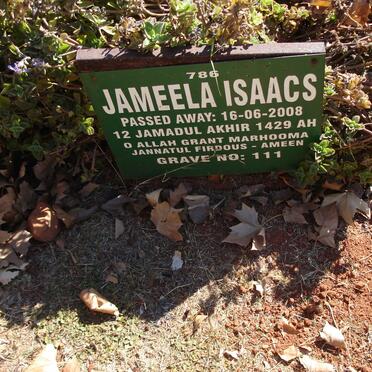 786
JAMEELA ISAACS
PASSED AWAY: 16-06-2008
12 JAMADUL AKHIR 1429 AH
O ALLAH GRANT MARHOOMA
JANNATUL FIRDOUS - AMEEN
GRAVE NO: 111